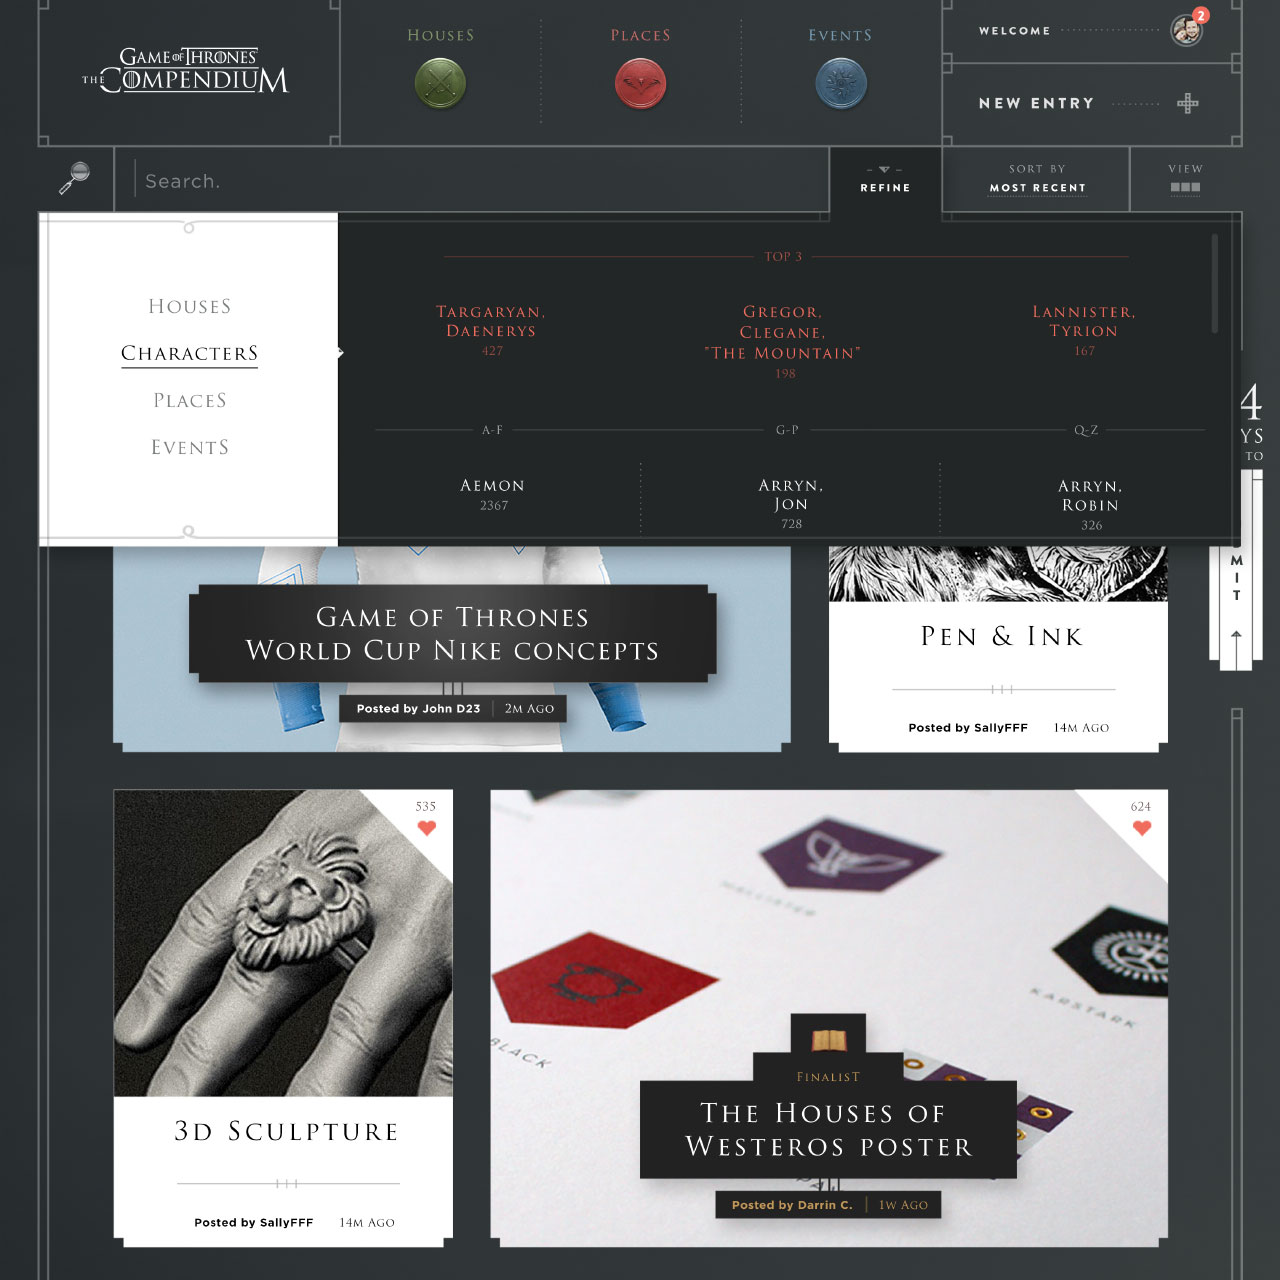 GAME OF THRONES
THE COMPENDIUM
HOUSES
PLACES
EVENTS
WELCOME
2
NEW ENTRY
Search.
REFINE
SORT BY
MOST RECENT
VIEW
HOUSES
CHARACTERS
PLACES
EVENTS
TOP 3
TARGARYAN,
DAENERYS
427
GREGOR,
CLEGANE,
"THE MOUNTAIN"
198
LANNISTER,
TYRION
167
A-F
G-P
Q-Z
AEMON
2367
ARRYN,
JON
728
ARRYN,
ROBIN
326
4
YS
TO
M
I
T
GAME OF THRONES
WORLD CUP NIKE CONCEPTS
Posted by John D23
2M AGO
PEN & INK
Posted by SallyFFF
14M AGO
535
3D SCULPTURE
Posted by SallyFFF
14M AGO
624
MALLISTER
KARSTARK
BLACK
FINALIST
THE HOUSES OF
WESTEROS POSTER
Posted by Darrin C.
1W AGO